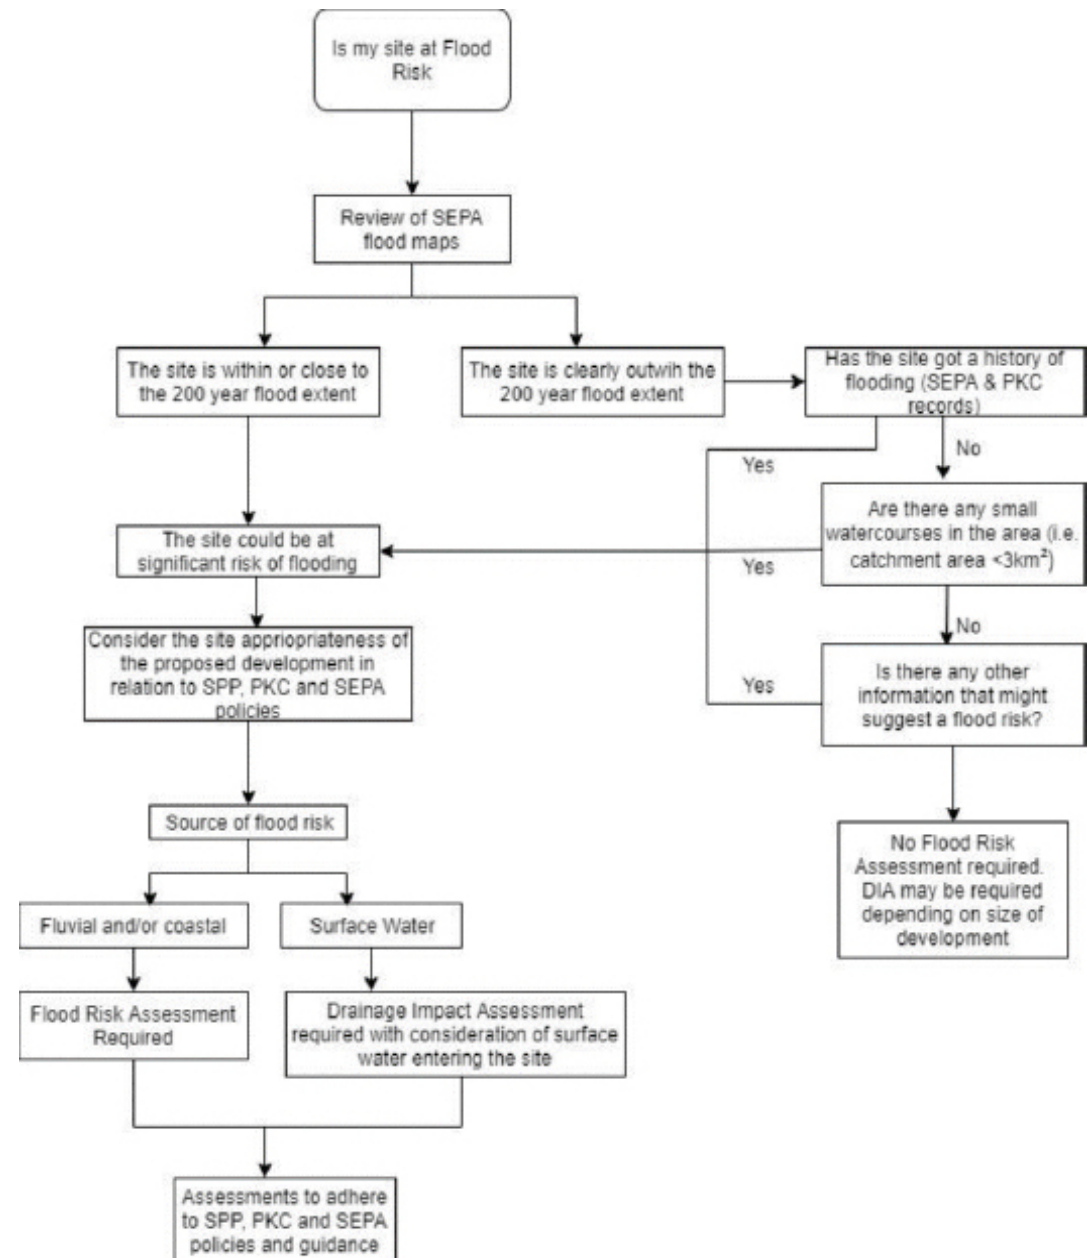 Is my site at Flood
Risk
Review of SEPA
flood maps
The site is within or close to
the 200 year flood extent
The site is clearly outwih the
200 year flood extent
Has the site got a history of
flooding (SEPA & PKC
records)
Yes
No
Are there any small
watercourses in the area (i.e.
catchment area <3km²)
The site could be at
significant risk of flooding
Yes
No
Consider the site appriopriateness of
the proposed development in
relation to SPP, PKC and SEPA
policies
Yes
Is there any other
information that might
suggest a flood risk?
Source of flood risk
No Flood Risk
Assessment required.
DIA may be required
depending on size of
development
Fluvial and/or coastal
Surface Water
Flood Risk Assessment
Required
Drainage Impact Assessment
required with consideration of surface
water entering the site
Assessments to adhere
to SPP, PKC and SEPA
policies and guidance